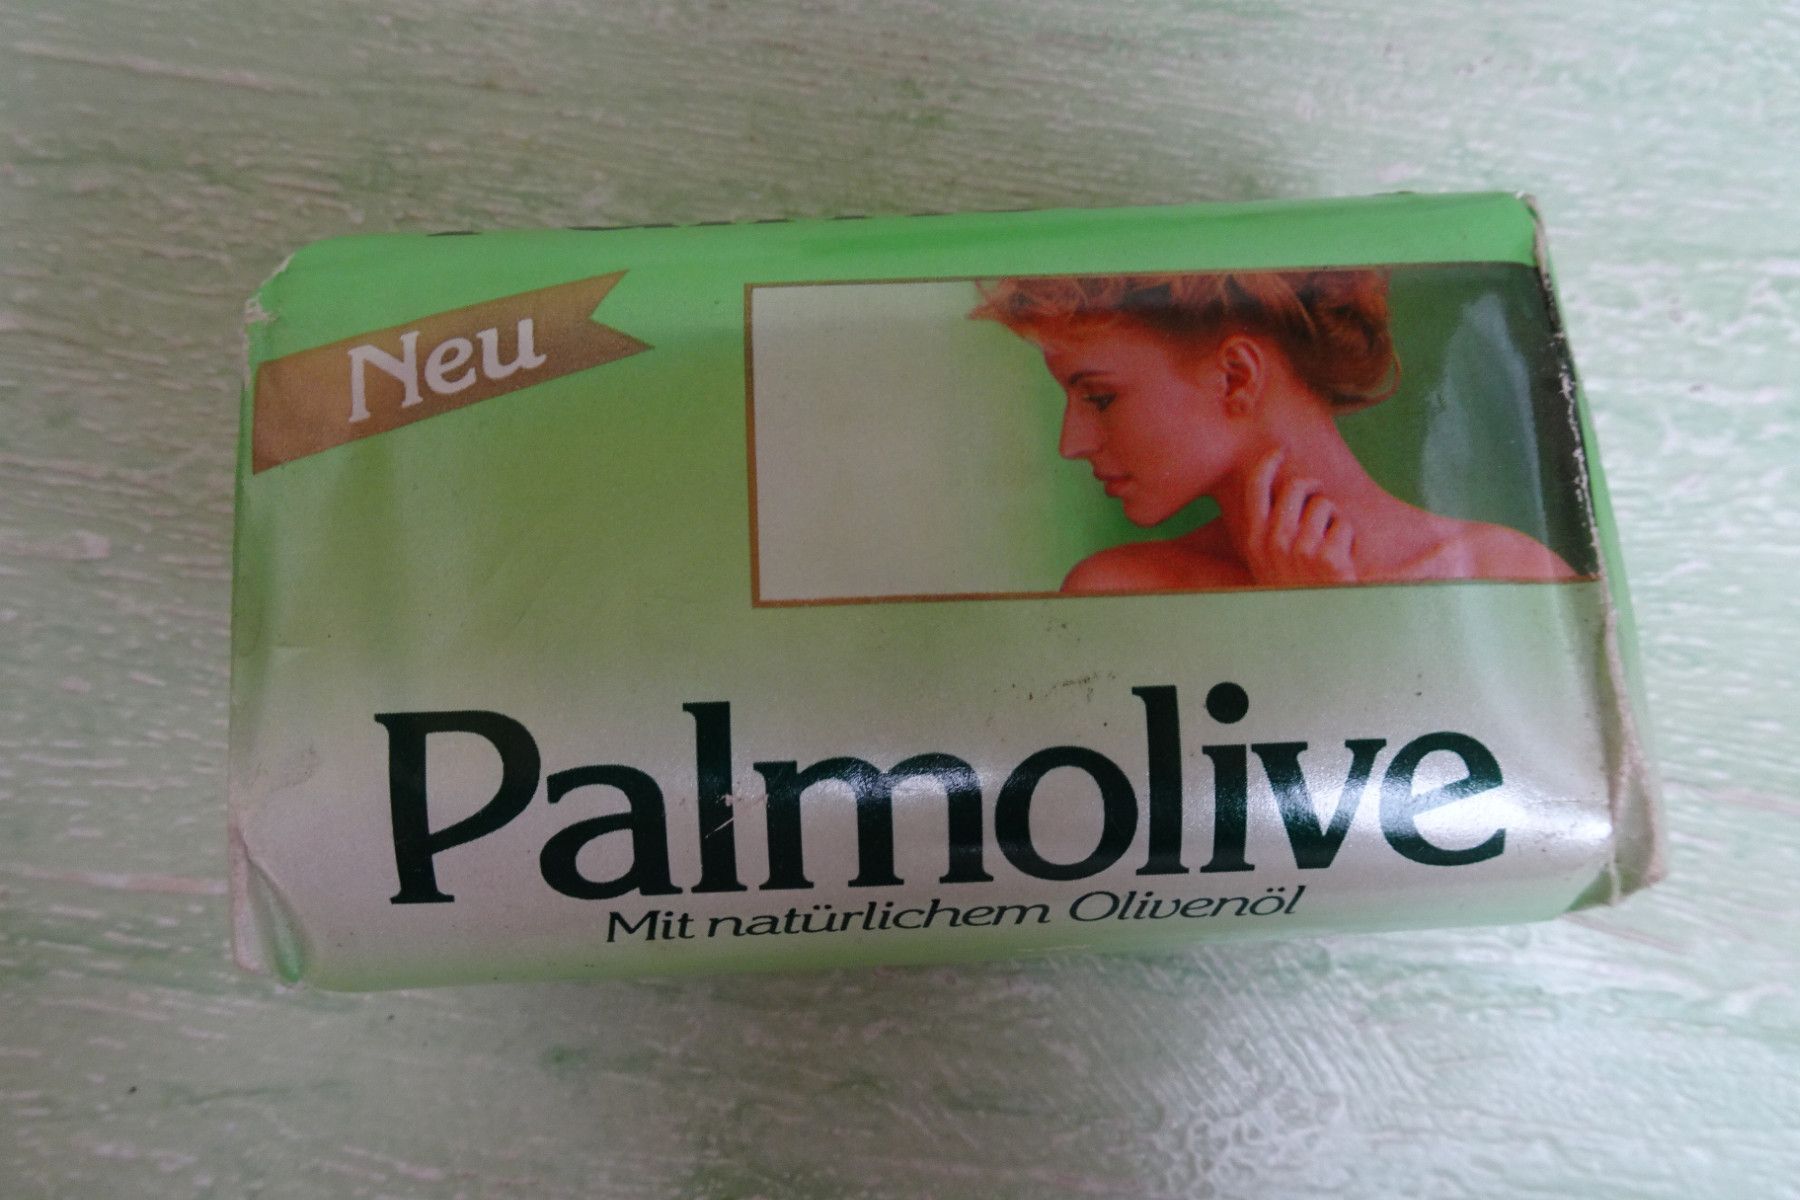 Neu
Palmolive
Mit natürlichem Olivenöl